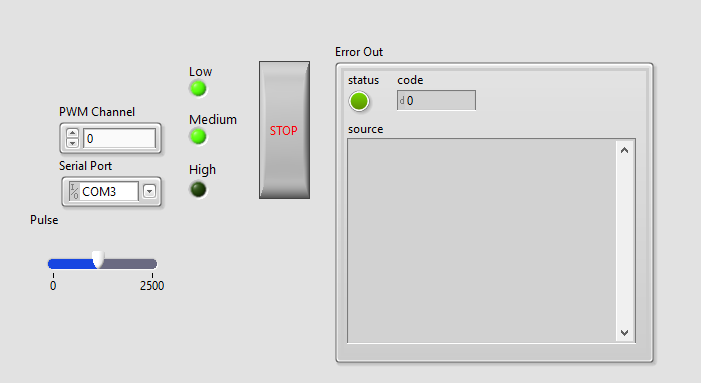 Error Out
Low
status code
d 0
Medium
PWM Channel
0
STOP
source
High
Serial Port
I/O COM3
Pulse
0 2500